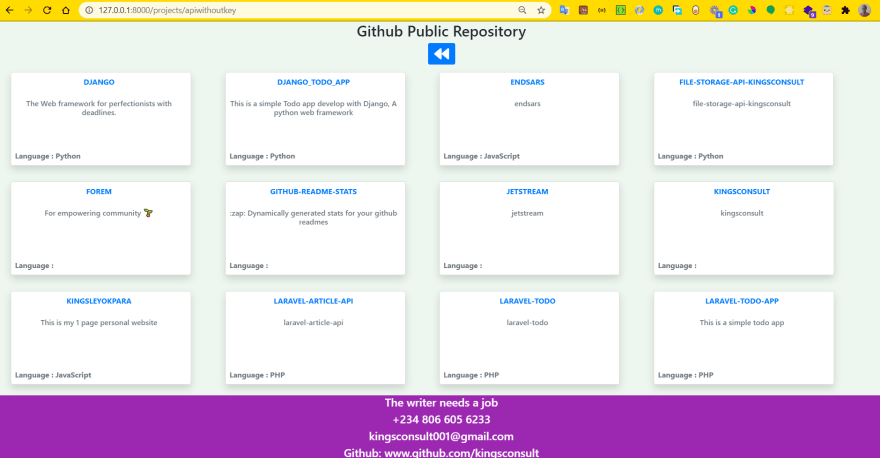 127.0.0.1:8000/projects/apiwithoutkey
Github Public Repository
DJANGO
The Web framework for perfectionists with
deadlines.
Language : Python
DJANGO_TODO_APP
This is a simple Todo app develop with Django, A
python web framework
Language : Python
ENDSARS
endsars
Language : JavaScript
FILE-STORAGE-API-KINGSCONSULT
file-storage-api-kingsconsult
Language : Python
FOREM
For empowering community
Language :
GITHUB-README-STATS
:zap: Dynamically generated stats for your github
readmes
Language :
JETSTREAM
jetstream
Language :
KINGSCONSULT
kingsconsult
Language :
KINGSLEYOKPARA
This is my 1 page personal website
Language : JavaScript
LARAVEL-ARTICLE-API
laravel-article-api
Language : PHP
LARAVEL-TODO
laravel-todo
Language : PHP
LARAVEL-TODO-APP
This is a simple todo app
Language : PHP
The writer needs a job
+234 806 605 6233
kingsconsult001@gmail.com
Github: www.github.com/kingsconsult